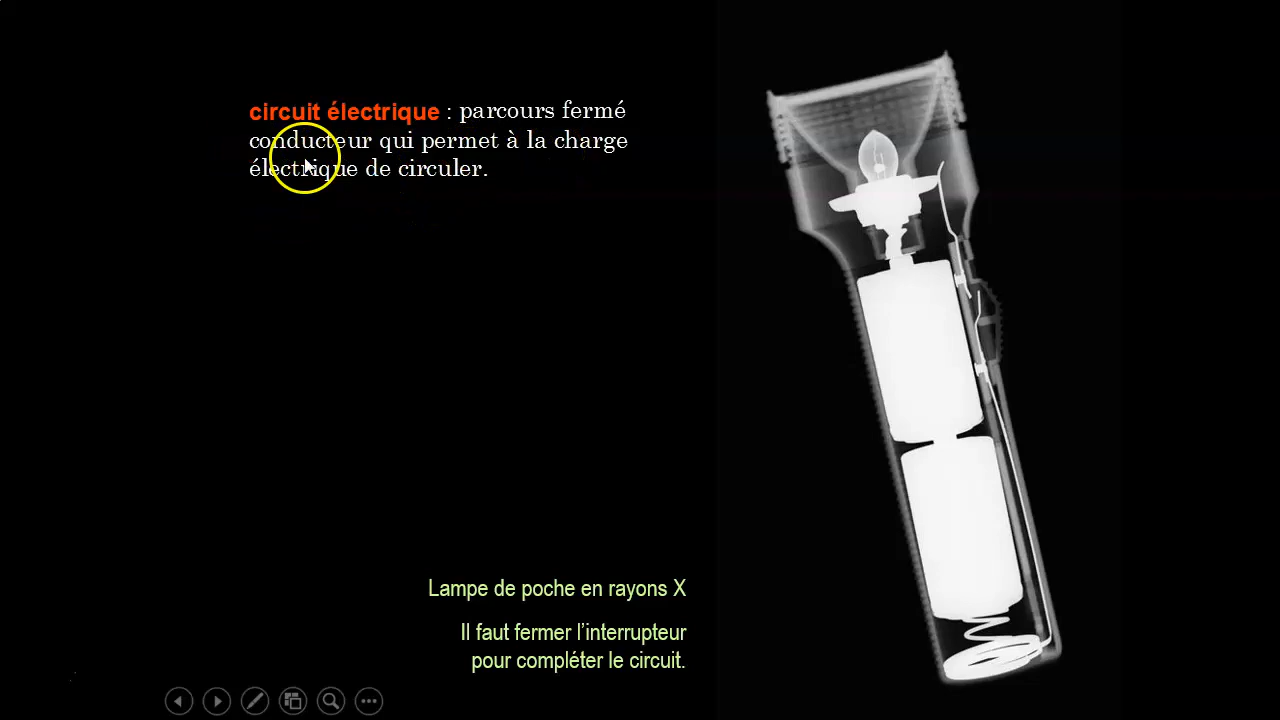 circuit électrique : parcours fermé
conducteur qui permet à la charge
électrique de circuler.
Lampe de poche en rayons X
Il faut fermer l’interrupteur
pour compléter le circuit.